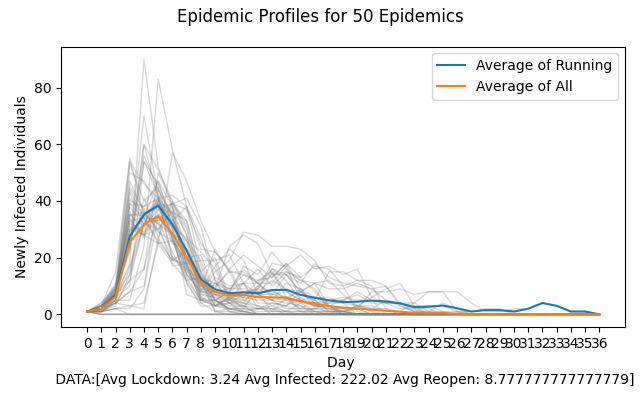 Epidemic Profiles for 50 Epidemics
Average of Running
Average of All
80
60
40
20
0
Newly Infected Individuals
0 1 2 3 4 5 6 7 8 9 10 11 12 13 14 15 16 17 18 19 20 21 22 23 24 25 26 27 28 29 30 31 32 33 34 35 36
Day
DATA:[Avg Lockdown: 3.24 Avg Infected: 222.02 Avg Reopen: 8.777777777777779]